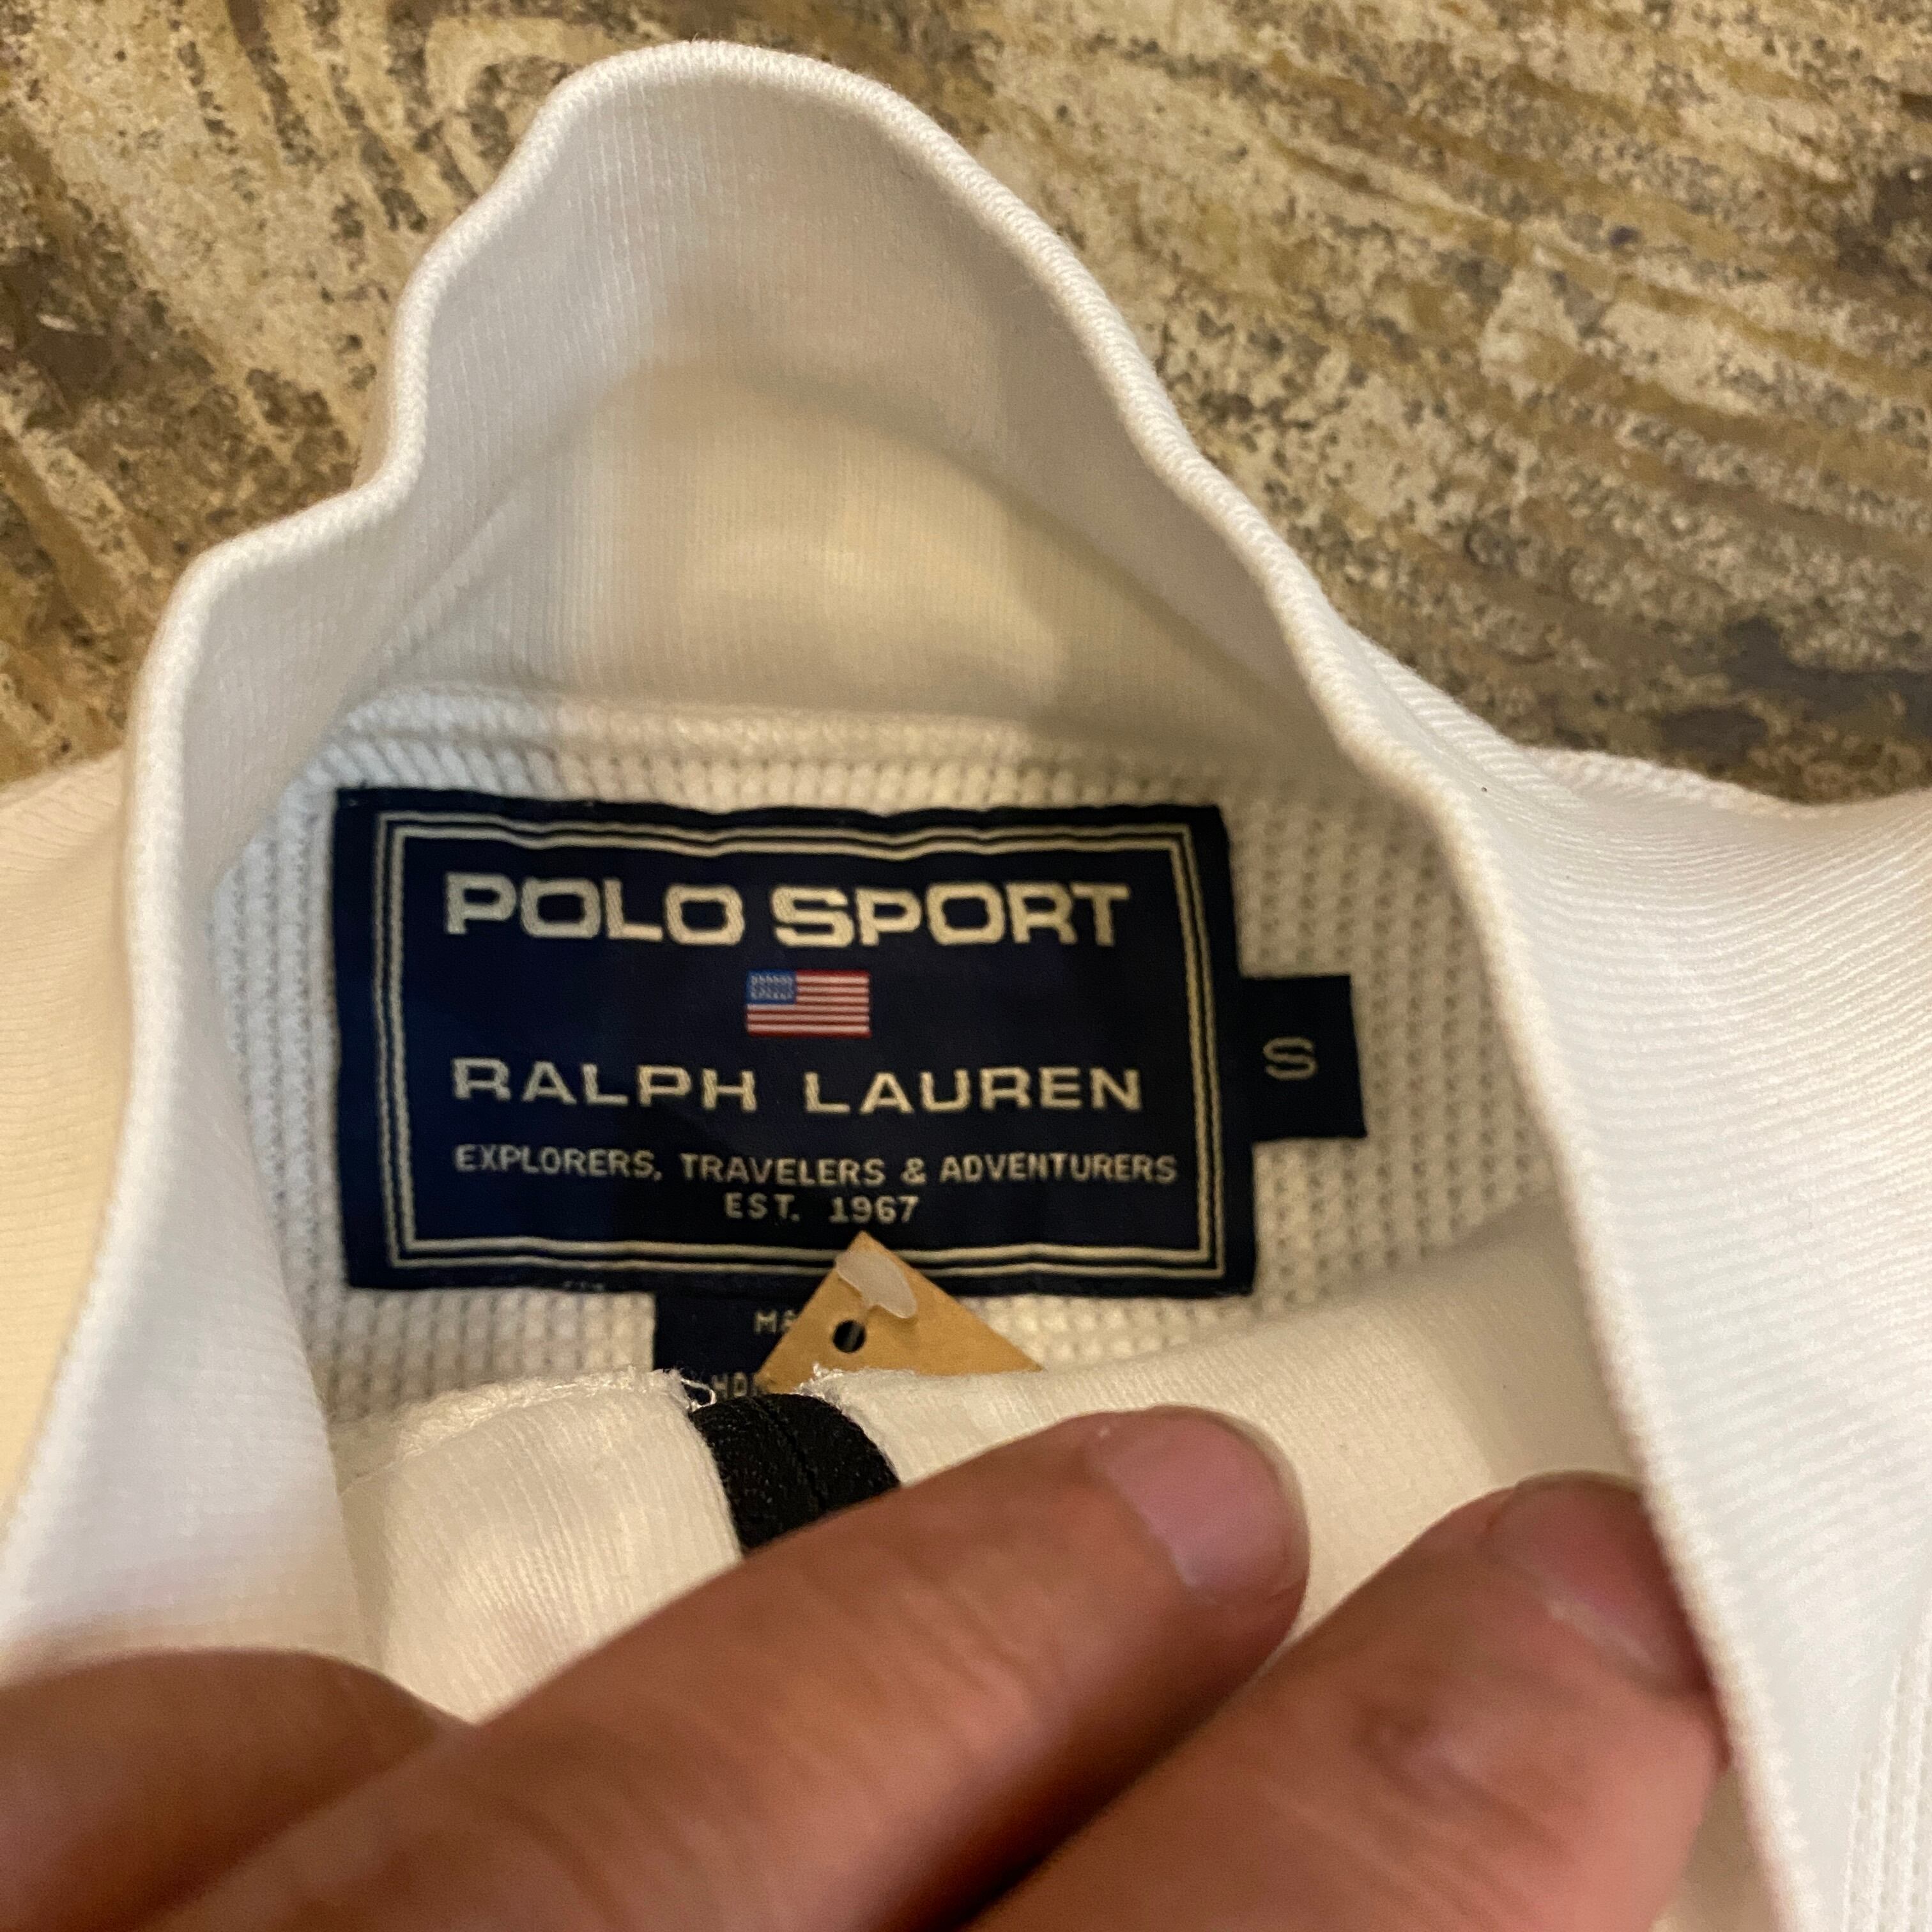 POLO SPORT
RALPH LAUREN
S
EXPLORERS, TRAVELERS & ADVENTURERS
EST. 1967